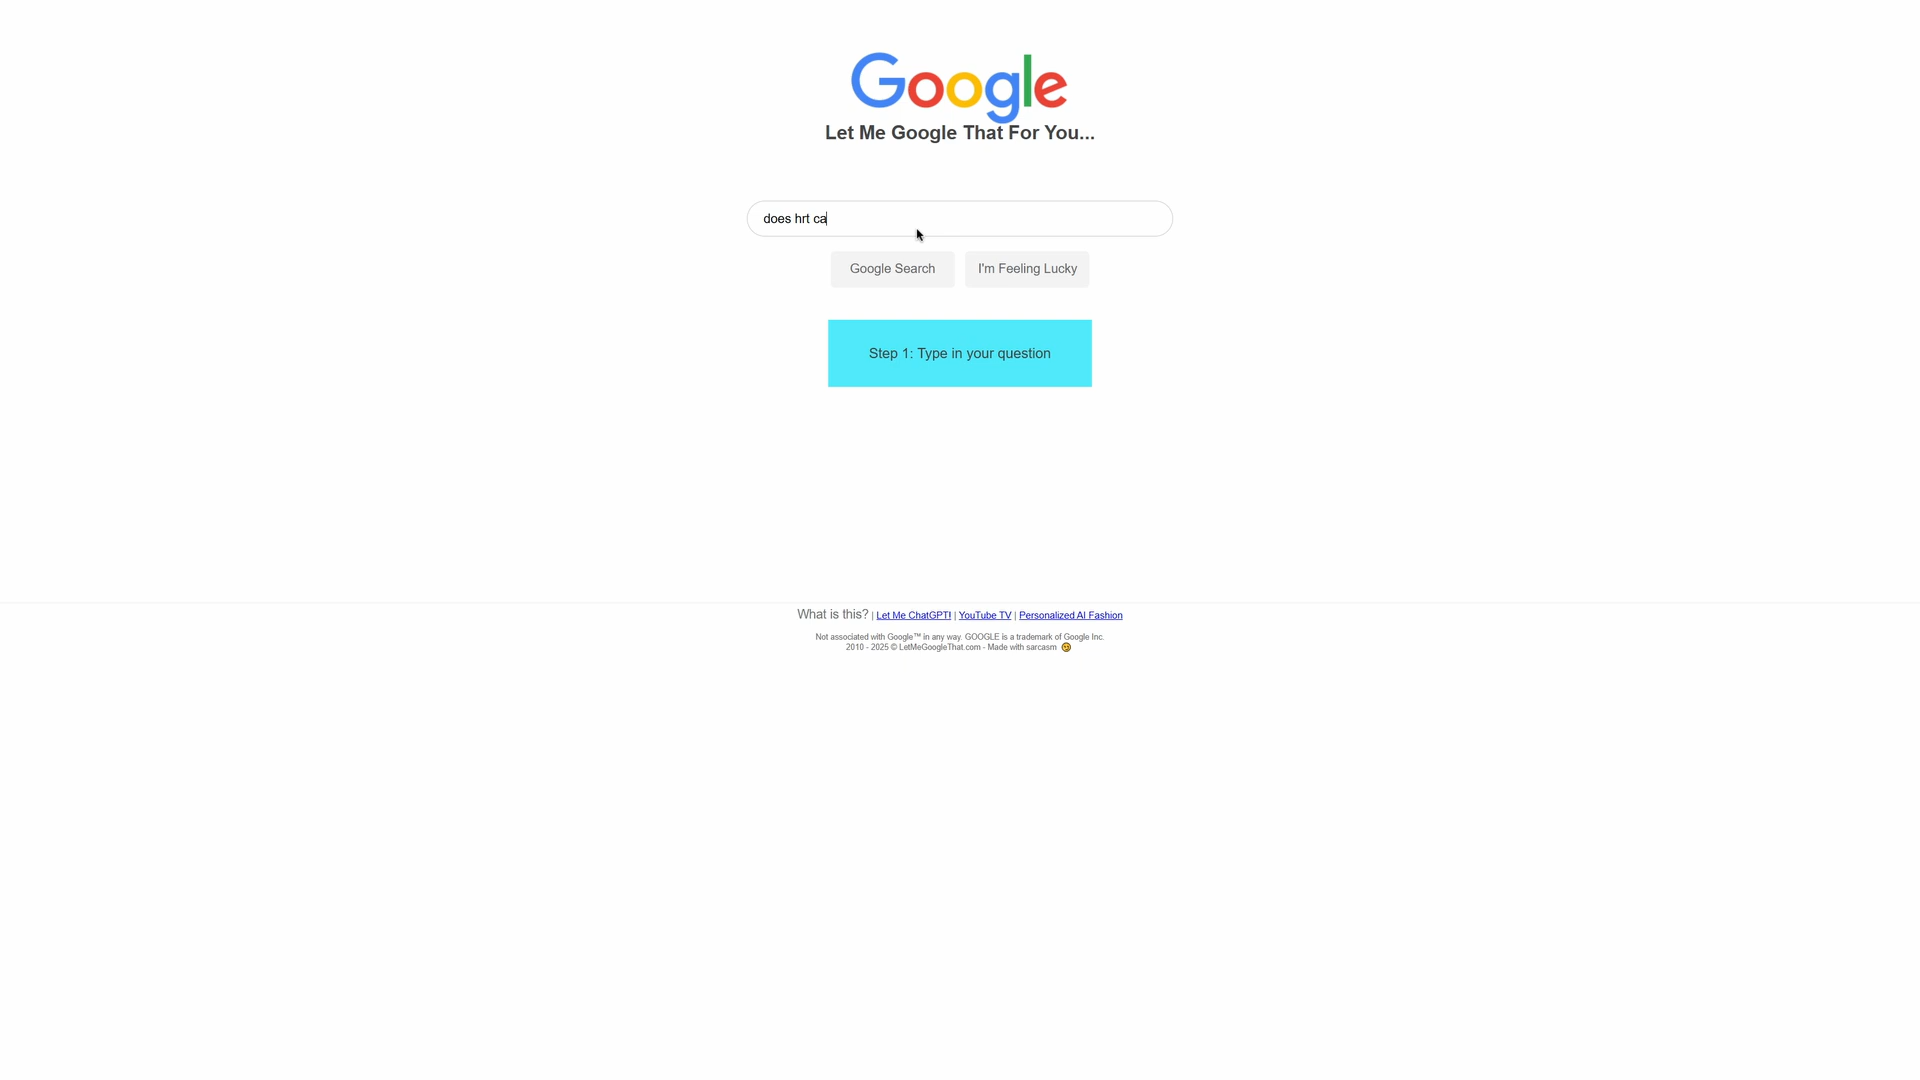 Google
Let Me Google That For You...
does hrt ca
Google Search
I'm Feeling Lucky
Step 1: Type in your question
What is this? | Let Me ChatGPT! | YouTube TV | Personalized AI Fashion
Not associated with Google™ in any way. GOOGLE is a trademark of Google Inc.
2010 - 2025 © LetMeGoogleThat.com - Made with sarcasm